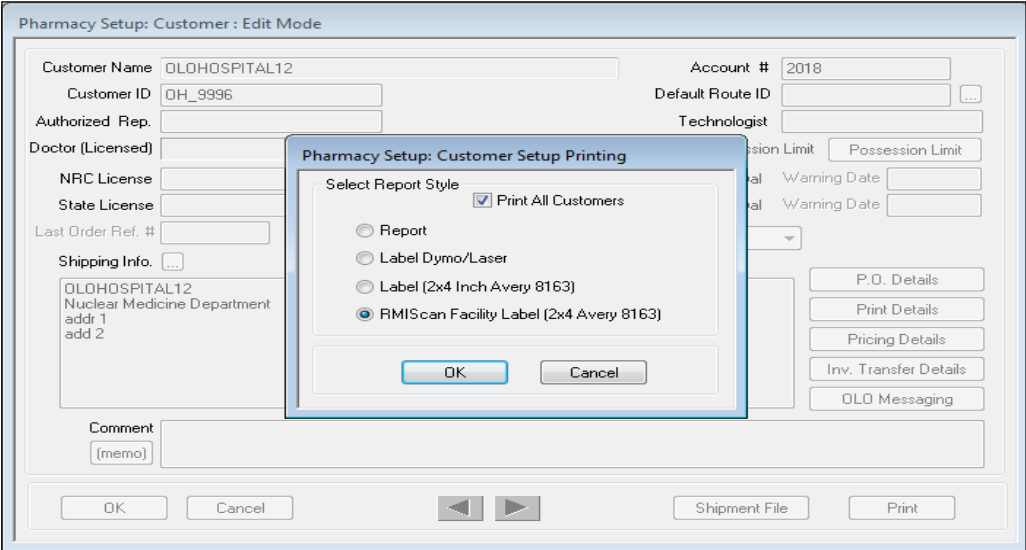 Pharmacy Setup: Customer : Edit Mode
Customer Name OLOHOSPITAL12 Account # 2018
Customer ID OH_9996 Default Route ID ...
Authorized Rep. Technologist
Doctor (Licensed) ssion Limit Possession Limit
NRC License al Warning Date
State License al Warning Date
Last Order Ref. #
Shipping Info. ...
OLOHOSPITAL12
Nuclear Medicine Department
addr 1
add 2
P.O. Details
Print Details
Pricing Details
Inv. Transfer Details
OLO Messaging
Comment
(memo)
OK Cancel Shipment File Print
Pharmacy Setup: Customer Setup Printing
Select Report Style
Print All Customers
Report
Label Dymo/Laser
Label (2x4 Inch Avery 8163)
RMIScan Facility Label (2x4 Avery 8163)
OK Cancel